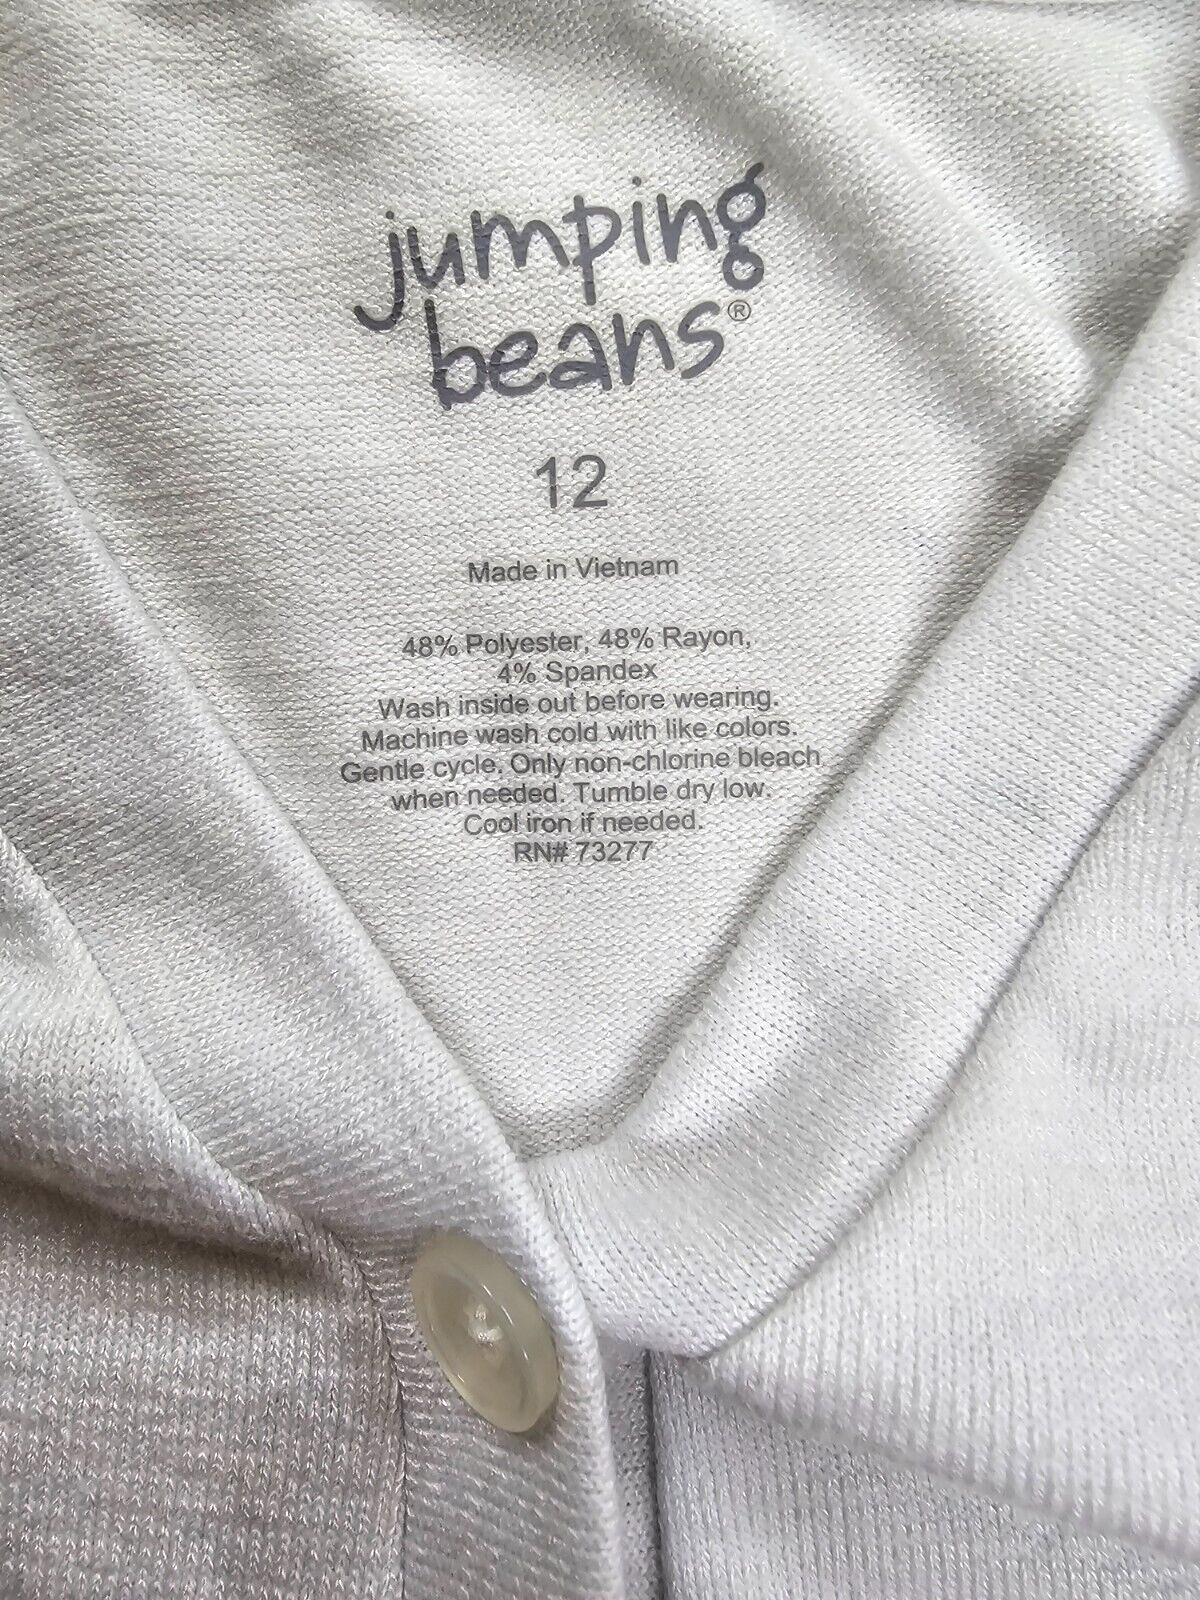 jumping
beans®
12
Made in Vietnam
48% Polyester, 48% Rayon,
4% Spandex
Wash inside out before wearing.
Machine wash cold with like colors.
Gentle cycle. Only non-chlorine bleach
when needed. Tumble dry low.
Cool iron if needed.
RN# 73277